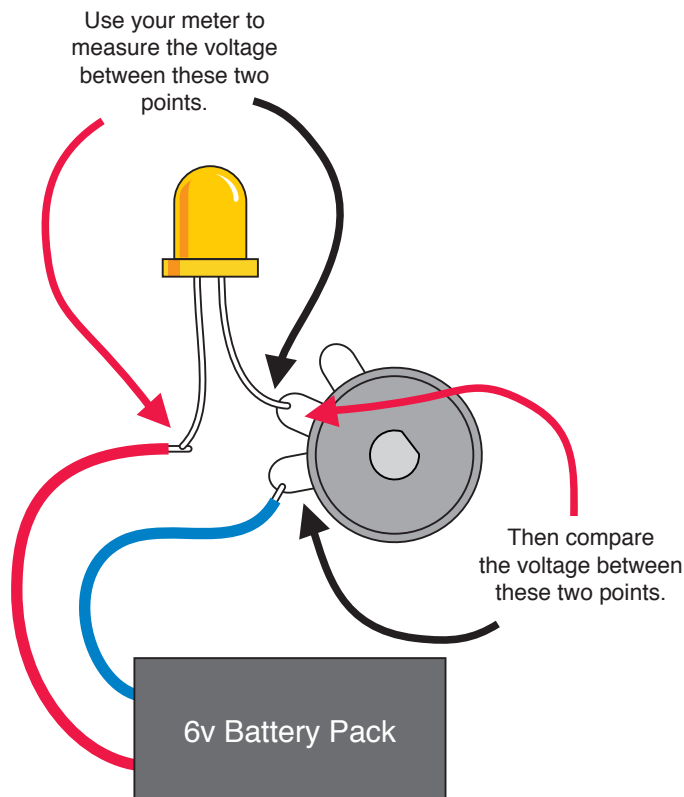 Use your meter to
measure the voltage
between these two
points.
Then compare
the voltage between
these two points.
6v Battery Pack